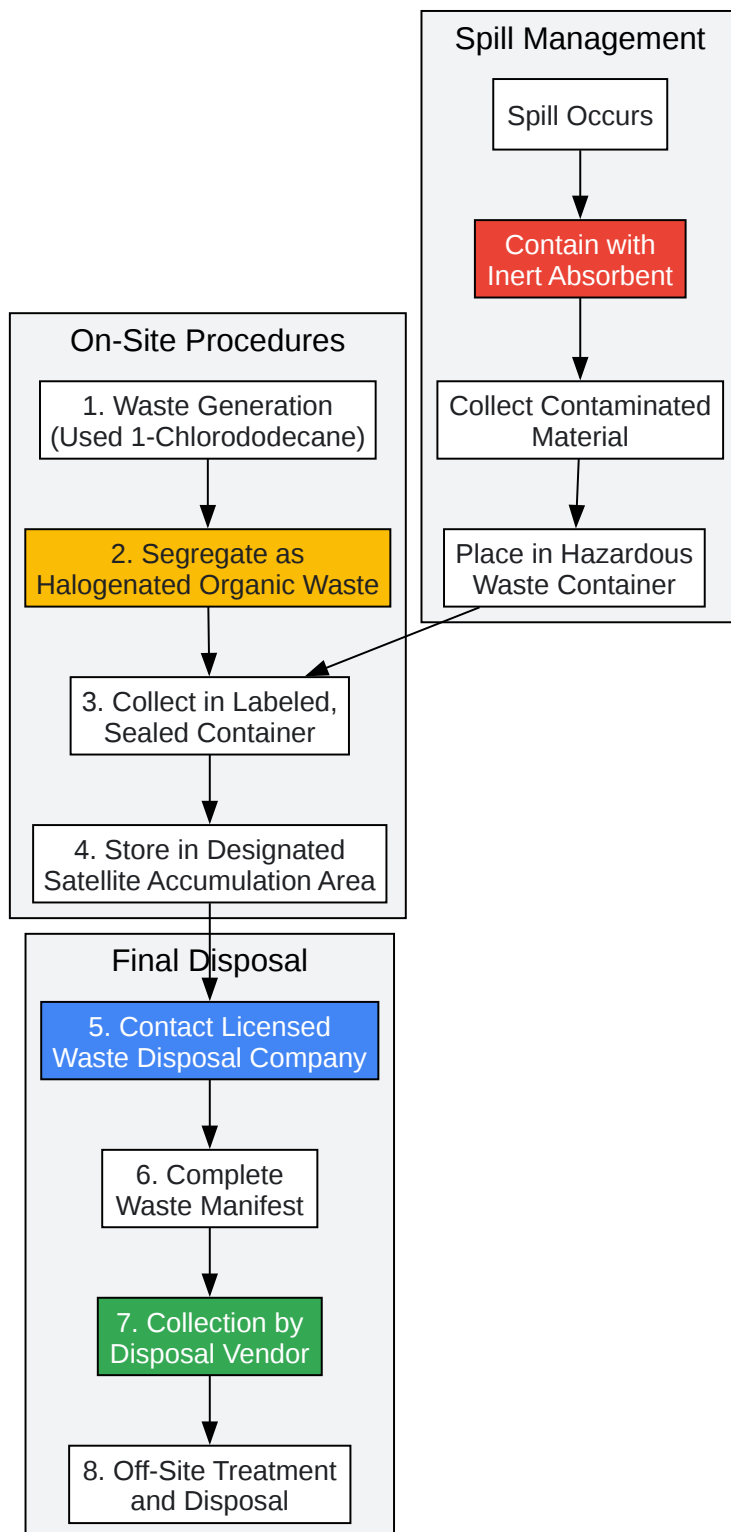 Spill Management
Spill Occurs
Contain with
Inert Absorbent
Collect Contaminated
Material
Place in Hazardous
Waste Container
On-Site Procedures
1. Waste Generation
(Used 1-Chlorododecane)
2. Segregate as
Halogenated Organic Waste
3. Collect in Labeled,
Sealed Container
4. Store in Designated
Satellite Accumulation Area
Final Disposal
5. Contact Licensed
Waste Disposal Company
6. Complete
Waste Manifest
7. Collection by
Disposal Vendor
8. Off-Site Treatment
and Disposal